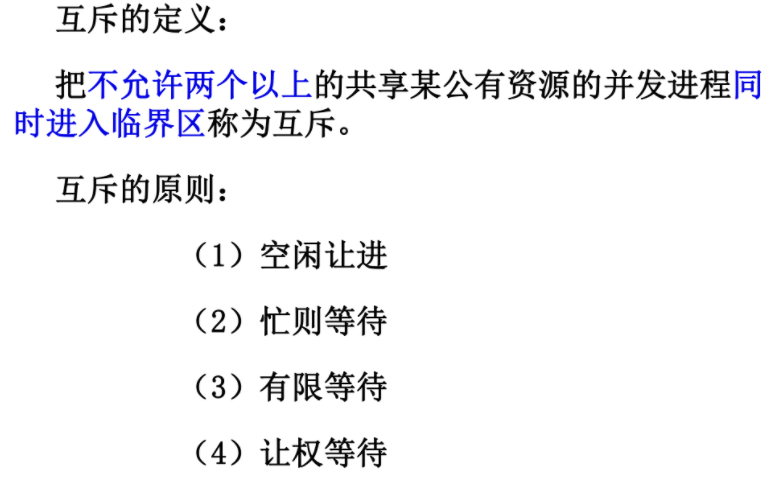 互斥的定义：
把不允许两个以上的共享某公有资源的并发进程同
时进入临界区称为互斥。
互斥的原则：
（1）空闲让进
（2）忙则等待
（3）有限等待
（4）让权等待